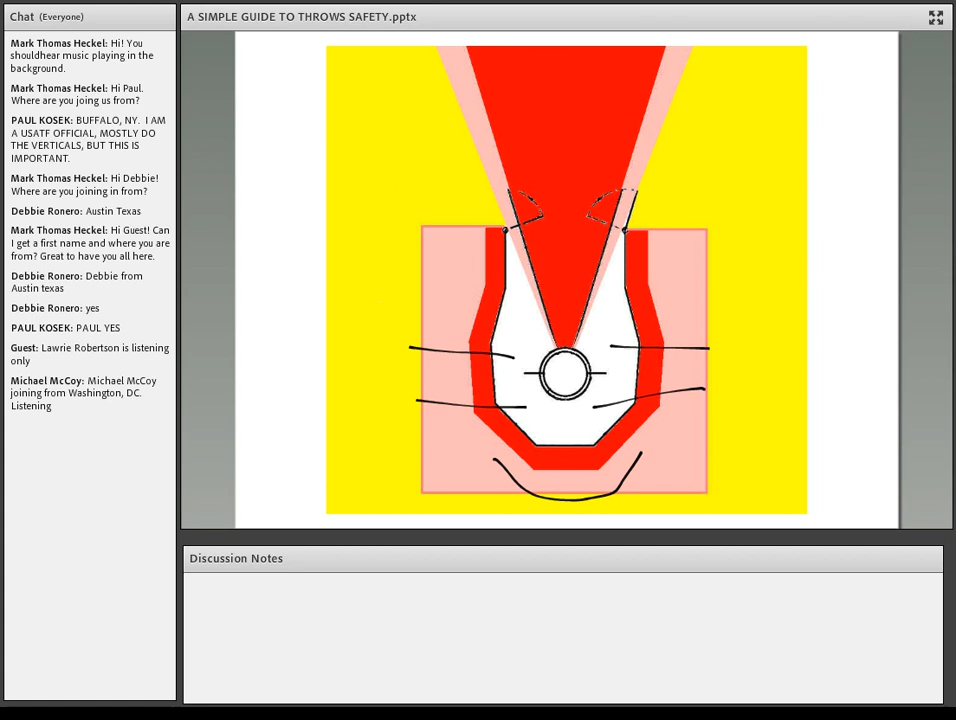 Chat (Everyone)
A SIMPLE GUIDE TO THROWS SAFETY.pptx
Mark Thomas Heckel: Hi! You
shouldhear music playing in the
background.
Mark Thomas Heckel: Hi Paul.
Where are you joing us from?
PAUL KOSEK: BUFFALO, NY. I AM
A USATF OFFICIAL, MOSTLY DO
THE VERTICALS, BUT THIS IS
IMPORTANT.
Mark Thomas Heckel: Hi Debbie!
Where are you joining in from?
Debbie Ronero: Austin Texas
Mark Thomas Heckel: Hi Guest! Can
I get a first name and where you are
from? Great to have you all here.
Debbie Ronero: Debbie from
Austin texas
Debbie Ronero: yes
PAUL KOSEK: PAUL YES
Guest: Lawrie Robertson is listening
only
Michael McCoy: Michael McCoy
joining from Washington, DC.
Listening
Discussion Notes